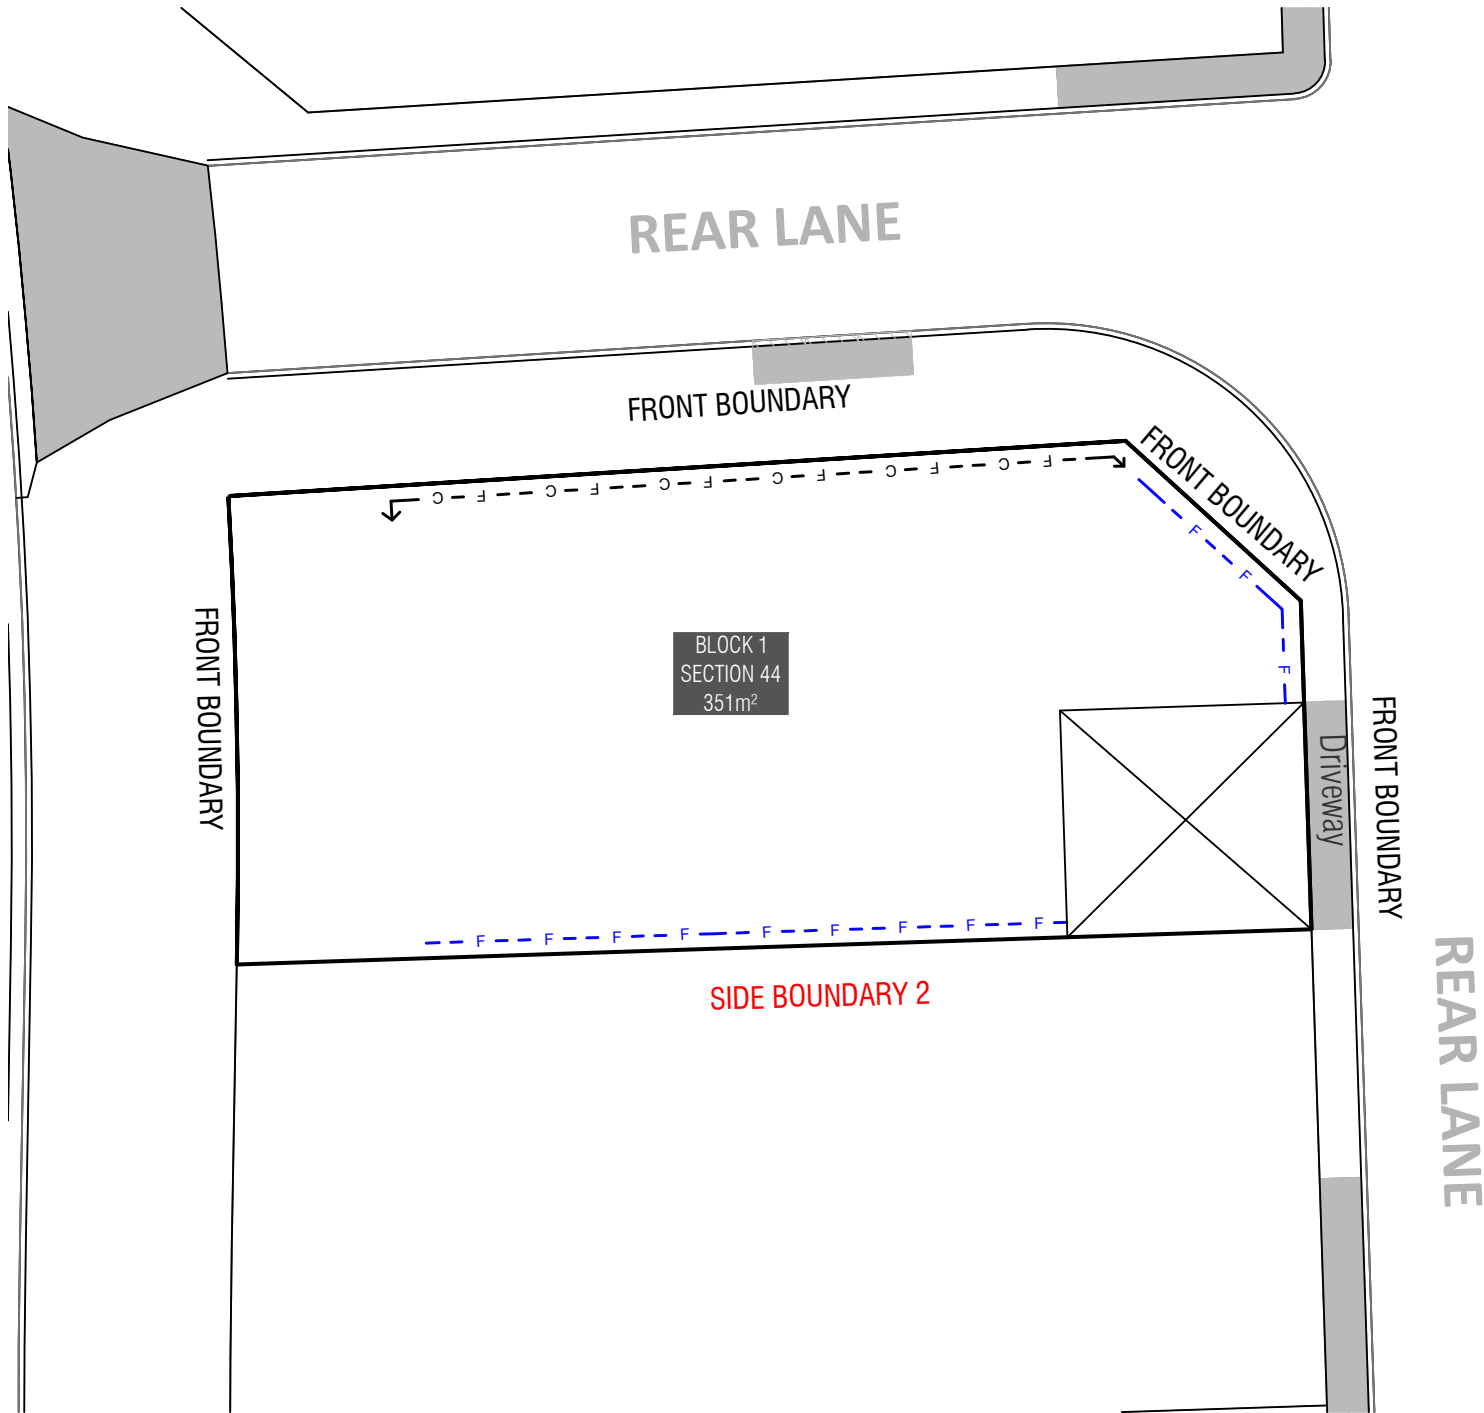 REAR LANE
FRONT BOUNDARY
FRONT BOUNDARY
F C F C F C F C F C F C
F
F
F
FRONT BOUNDARY
BLOCK 1
SECTION 44
351m²
Driveway
FRONT BOUNDARY
F F F F F F F F F
SIDE BOUNDARY 2
REAR LANE